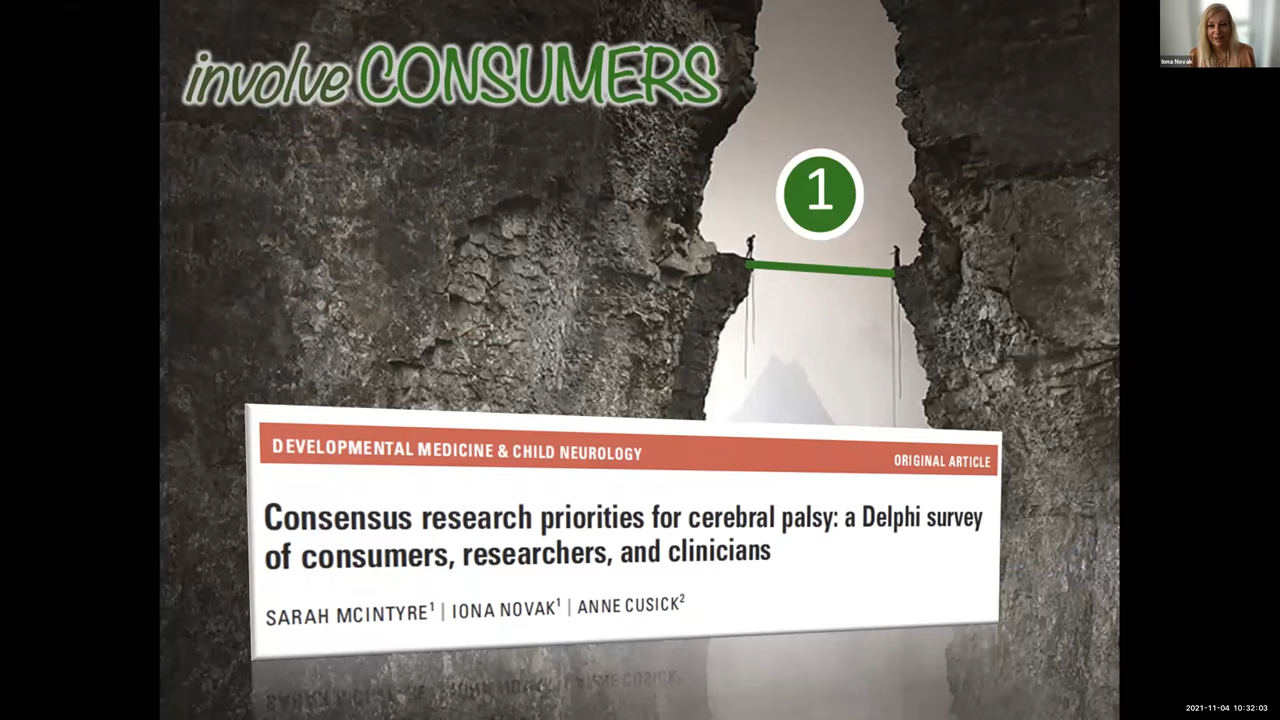 involve CONSUMERS
Iona Novak
1
DEVELOPMENTAL MEDICINE & CHILD NEUROLOGY
ORIGINAL ARTICLE
Consensus research priorities for cerebral palsy: a Delphi survey
of consumers, researchers, and clinicians
SARAH MCINTYRE¹ | IONA NOVAK¹ | ANNE CUSICK²
2021-11-04 10:32:03